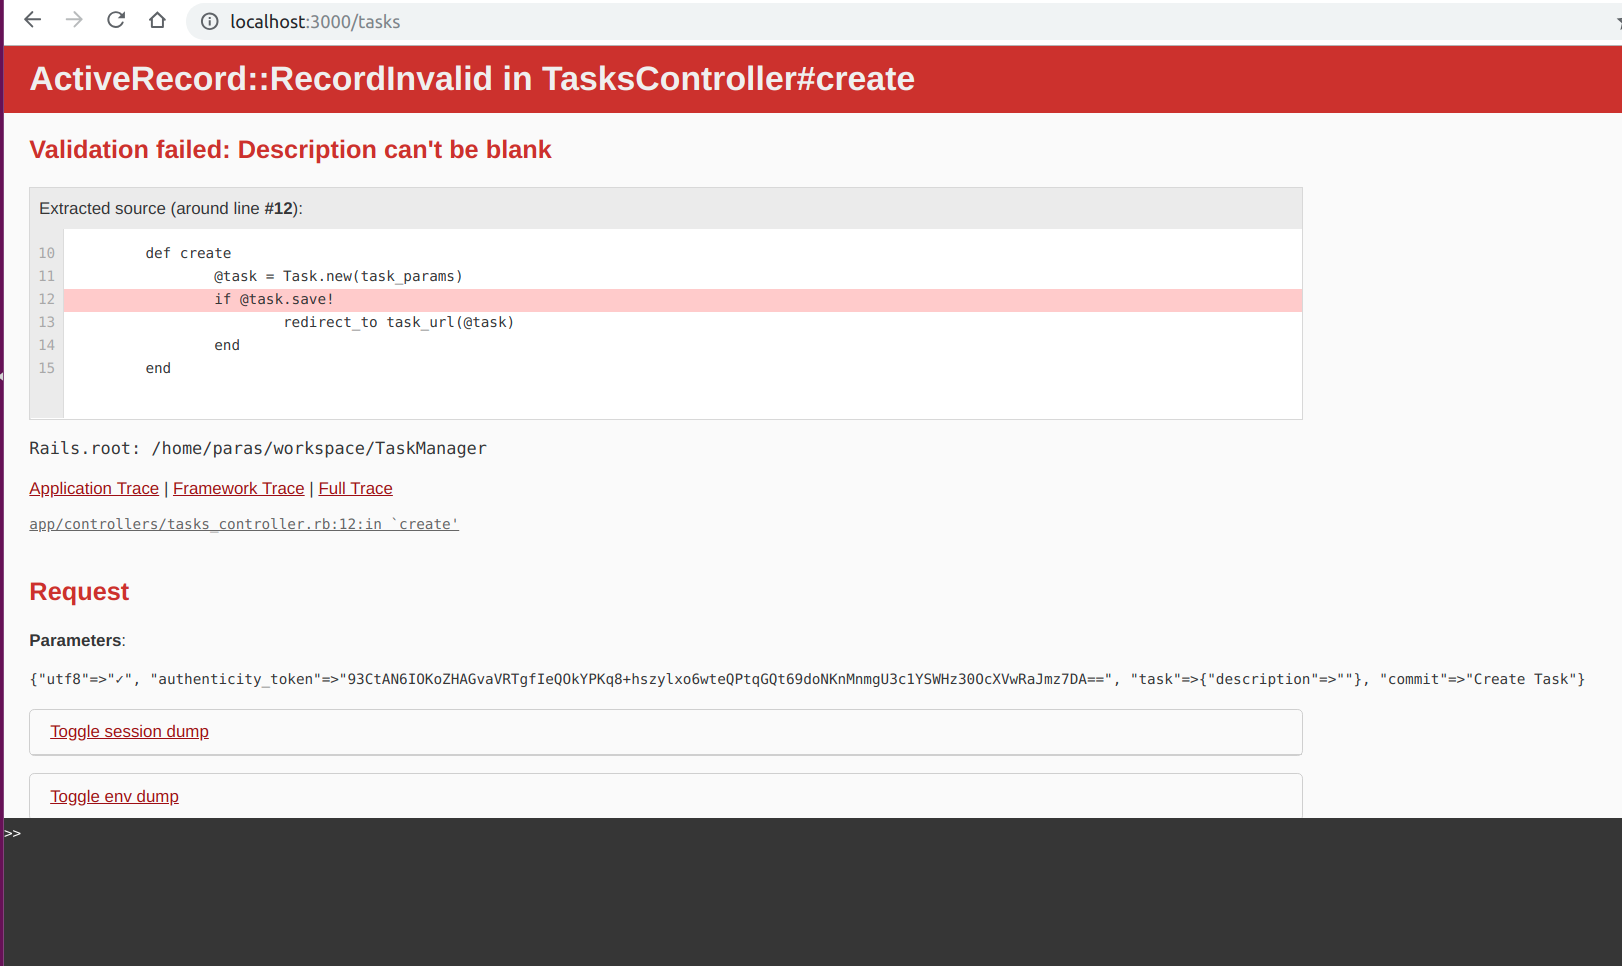 localhost:3000/tasks
ActiveRecord::RecordInvalid in TasksController#create
Validation failed: Description can't be blank
Extracted source (around line #12):
10 def create
11 @task = Task.new(task_params)
12 if @task.save!
13 redirect_to task_url(@task)
14 end
15 end
Rails.root: /home/paras/workspace/TaskManager
Application Trace | Framework Trace | Full Trace
app/controllers/tasks_controller.rb:12:in `create'
Request
Parameters:
{"utf8"=>"✓", "authenticity_token"=>"93CtAN6IOKoZHAGvaVRTgfIeQOkYPKq8+hszylxo6wteQPtqGQt69doNKnMnmgU3c1YSWHz30OcXVwRaJmz7DA==", "task"=>{"description"=>""}, "commit"=>"Create Task"}
Toggle session dump
Toggle env dump
>>